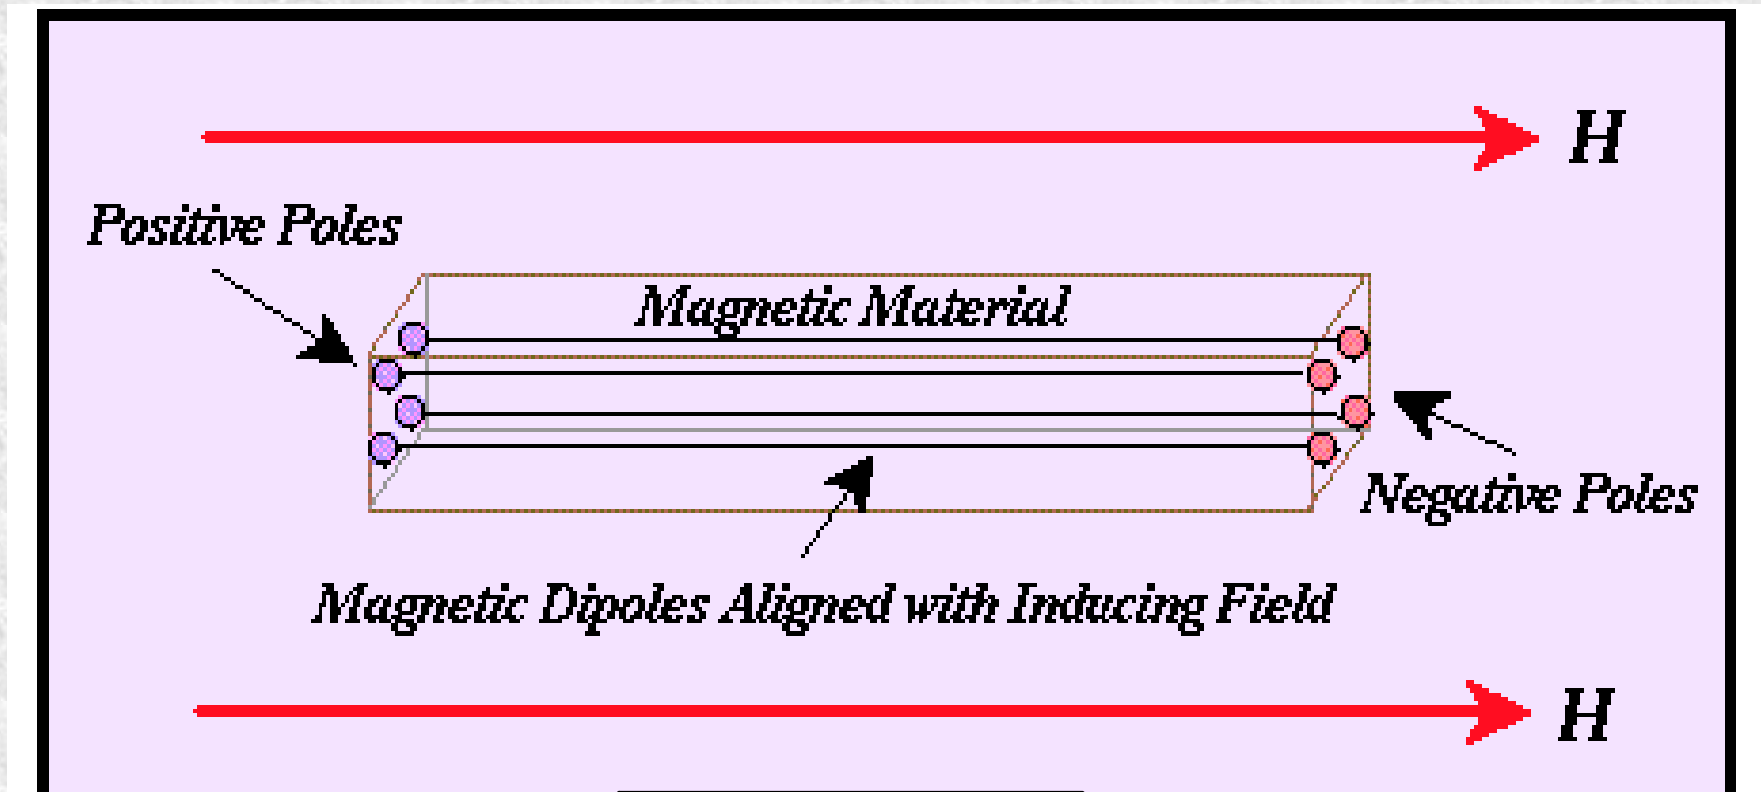 H
Positive Poles
Magnetic Material
Negative Poles
Magnetic Dipoles Aligned with Inducing Field
H